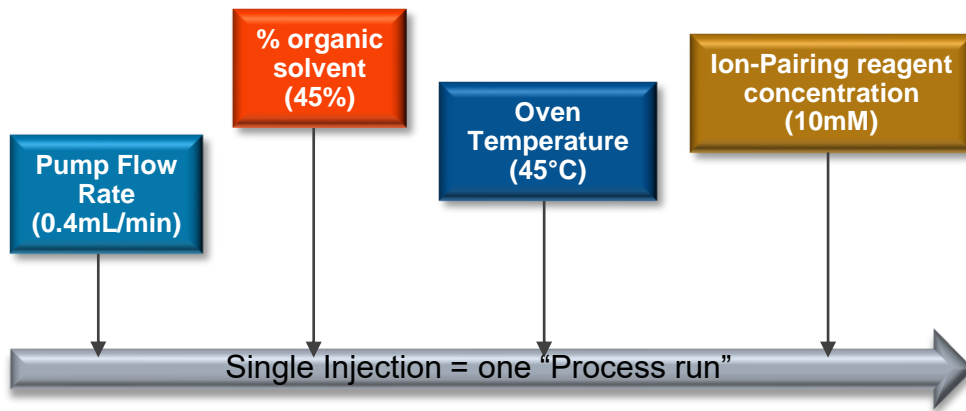 Pump Flow
Rate
(0.4mL/min)
% organic
solvent
(45%)
Oven
Temperature
(45°C)
Ion-Pairing reagent
concentration
(10mM)
Single Injection = one “Process run”